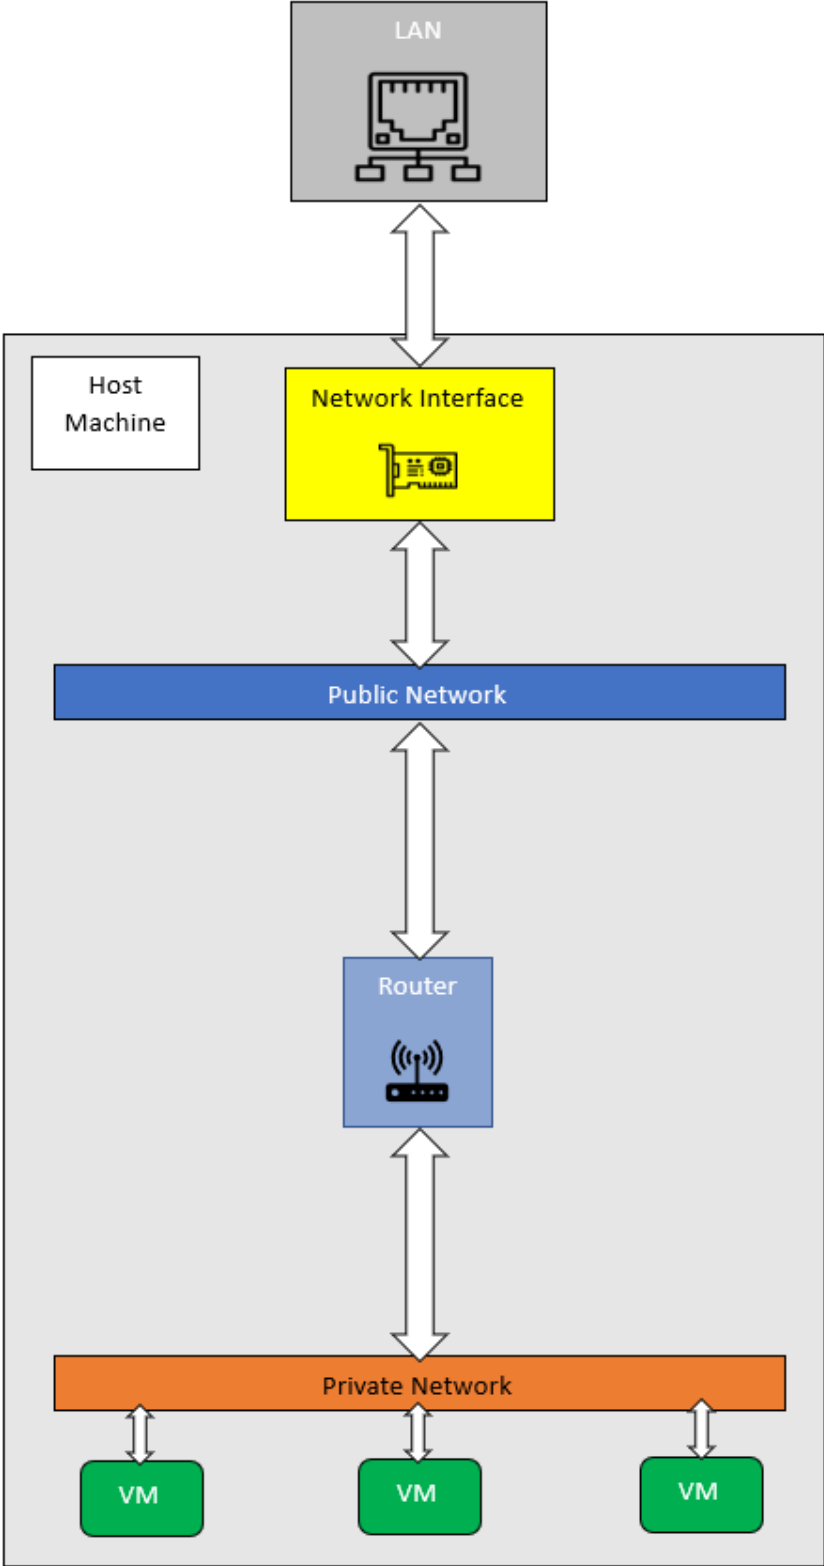 LAN
Host
Machine
Network Interface
Public Network
Router
Private Network
VM
VM
VM